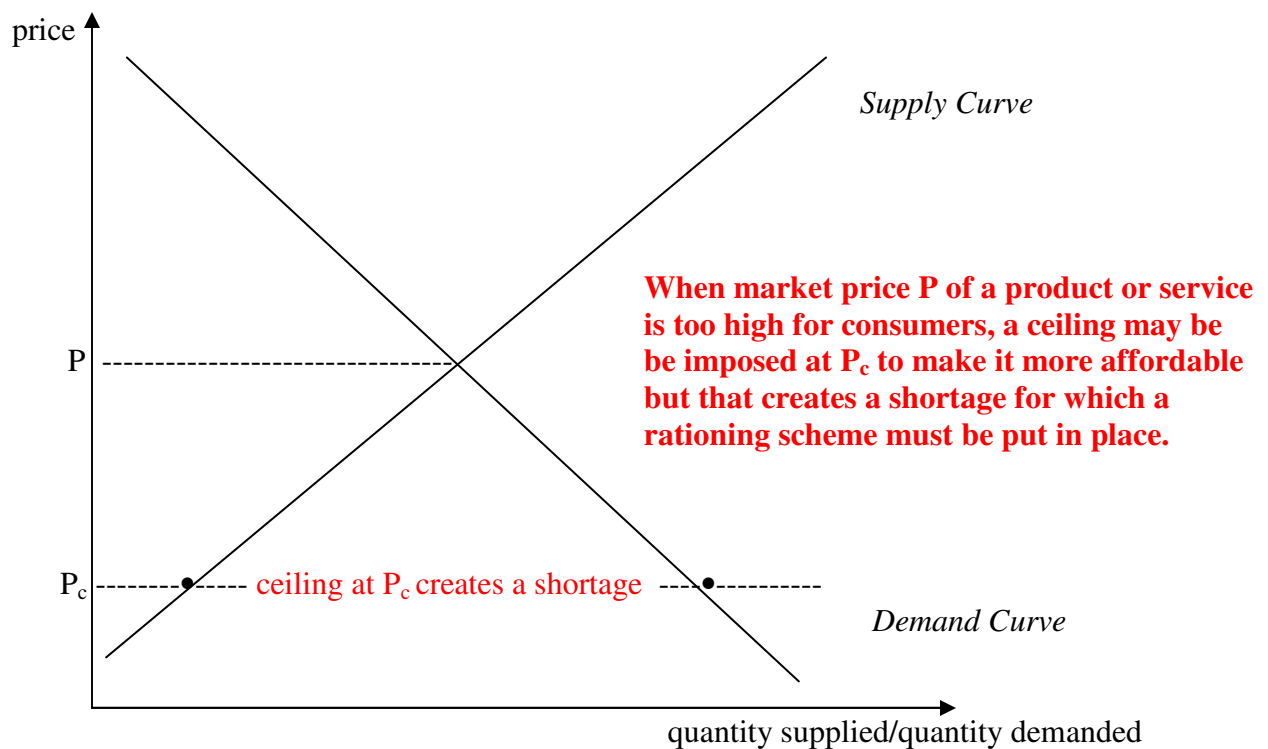 price
Supply Curve
When market price P of a product or service
is too high for consumers, a ceiling may be
be imposed at Pc to make it more affordable
but that creates a shortage for which a
rationing scheme must be put in place.
P
Pc ceiling at Pc creates a shortage
Demand Curve
quantity supplied/quantity demanded